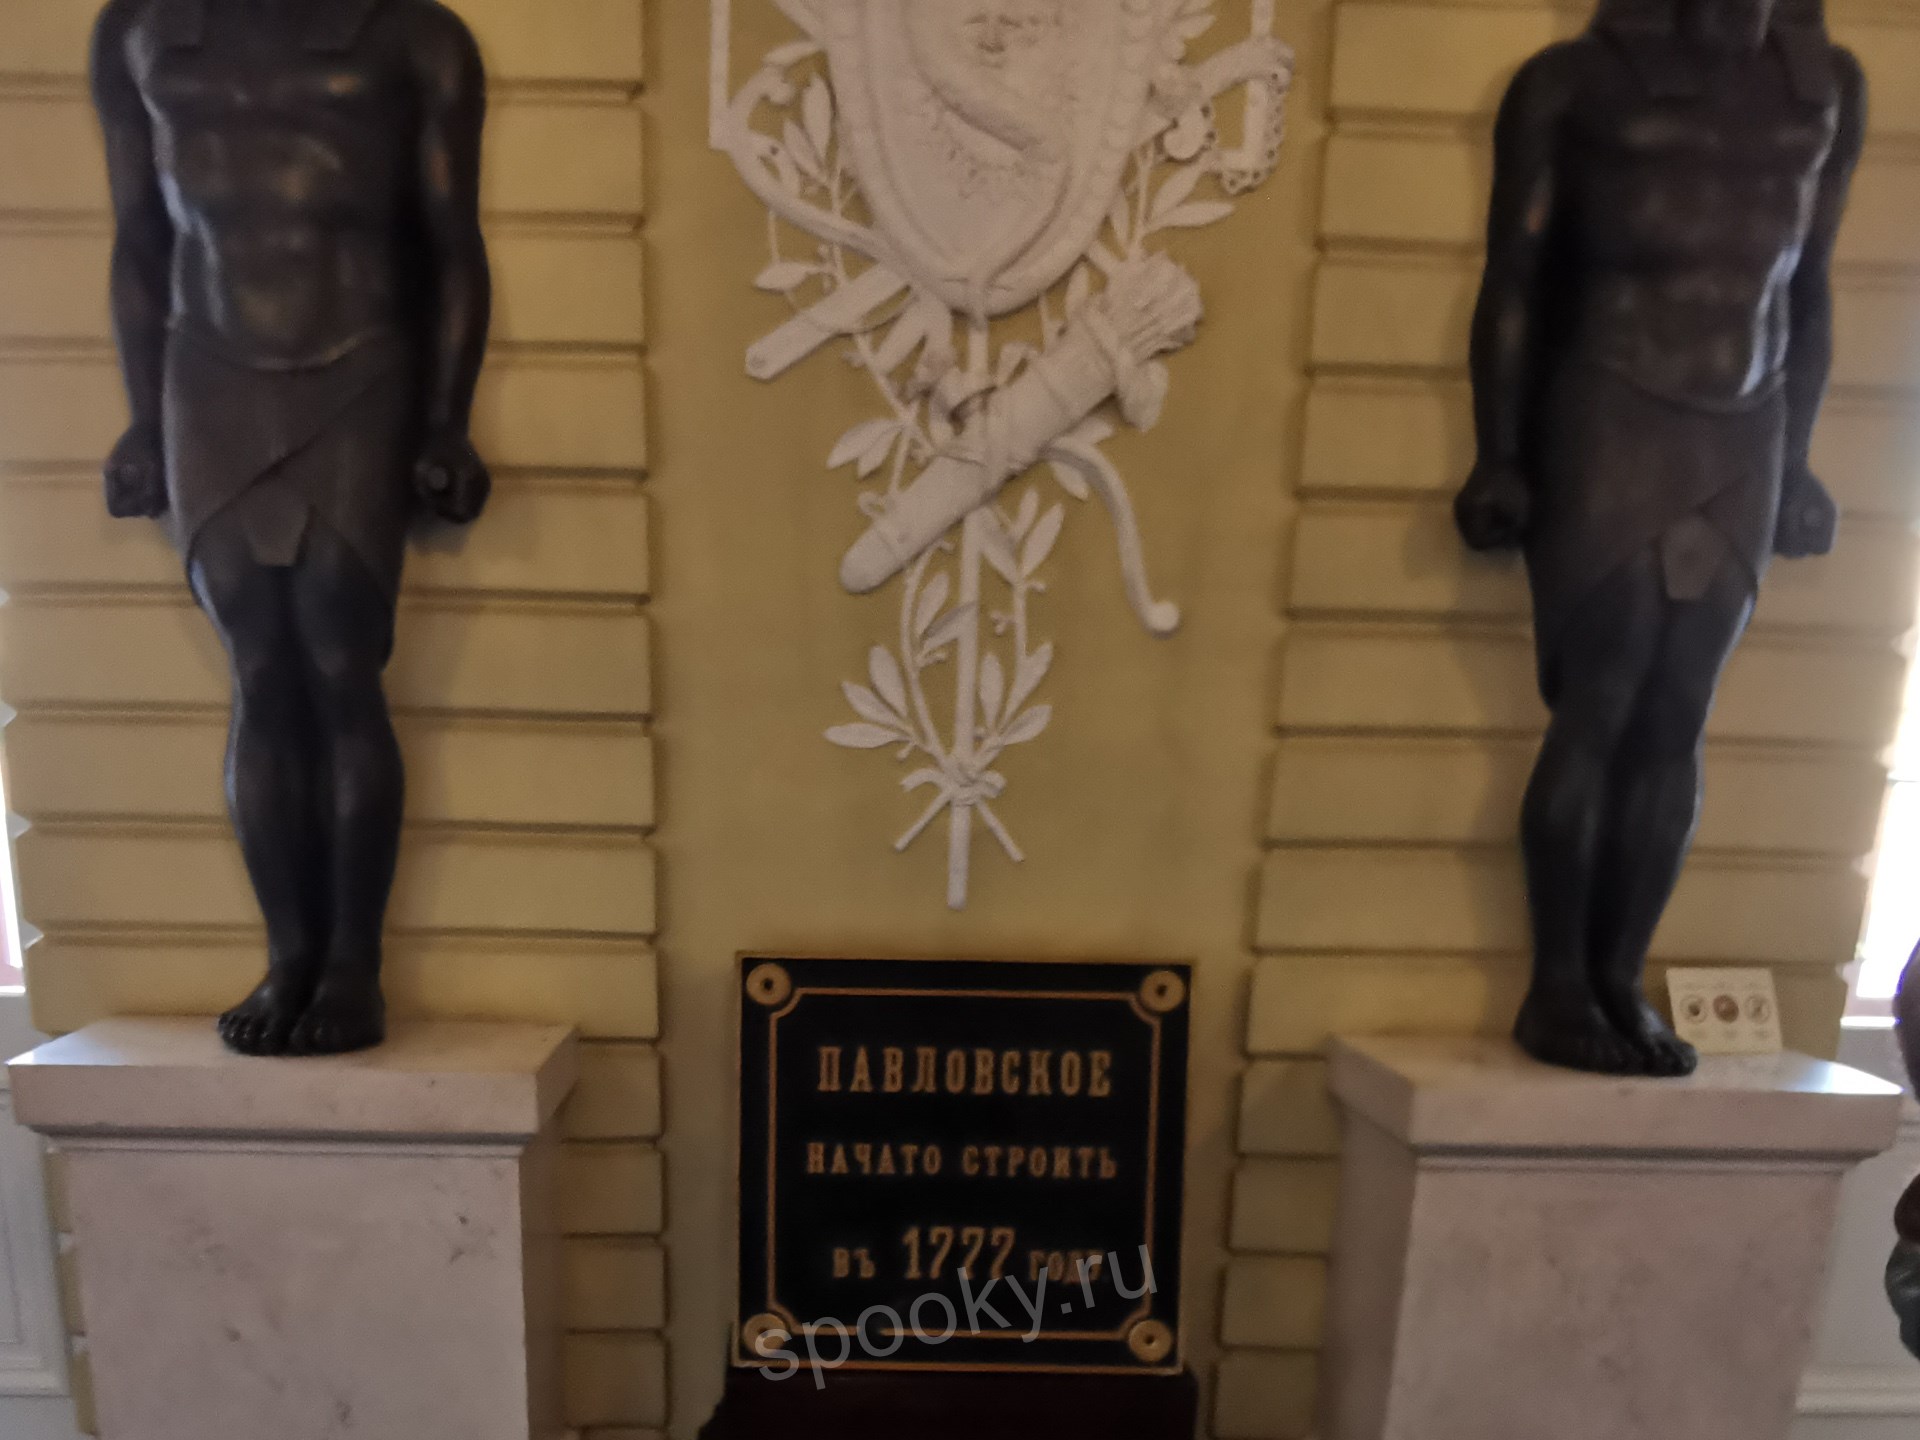 ПАВЛОВСКОЕ
НАЧАТО СТРОИТЬ
ВЪ 1777 ГОДУ
spooky.ru